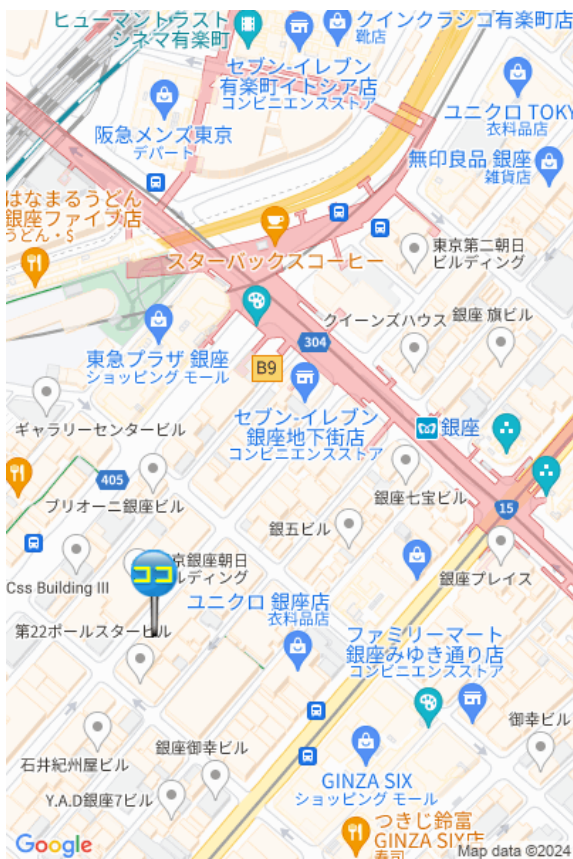 ヒューマントラスト
シネマ有楽町
クインクラシコ有楽町店
靴店
セブン-イレブン
有楽町イトシア店
コンビニエンスストア
ユニクロ TOKY
衣料品店
阪急メンズ東京
デパート
無印良品 銀座
雑貨店
はなまるうどん
銀座ファイブ店
うどん・$
東京第二朝日
ビルディング
スターバックスコーヒー
クイーンズハウス
銀座 旗ビル
304
東急プラザ 銀座
ショッピング モール
B9
セブン-イレブン
銀座地下街店
コンビニエンスストア
銀座
ギャラリーセンタービル
405
ブリオーニ銀座ビル
銀座七宝ビル
15
銀五ビル
京銀座朝日
ルディング
ココ
銀座プレイス
Css Building III
ユニクロ 銀座店
衣料品店
第22ポールスタービル
ファミリーマート
銀座みゆき通り店
コンビニエンスストア
御幸ビル
石井紀州屋ビル
銀座御幸ビル
GINZA SIX
ショッピング モール
Y.A.D銀座7ビル
つきじ鈴富
GINZA SIX店
寿司
Google
Map data ©2024